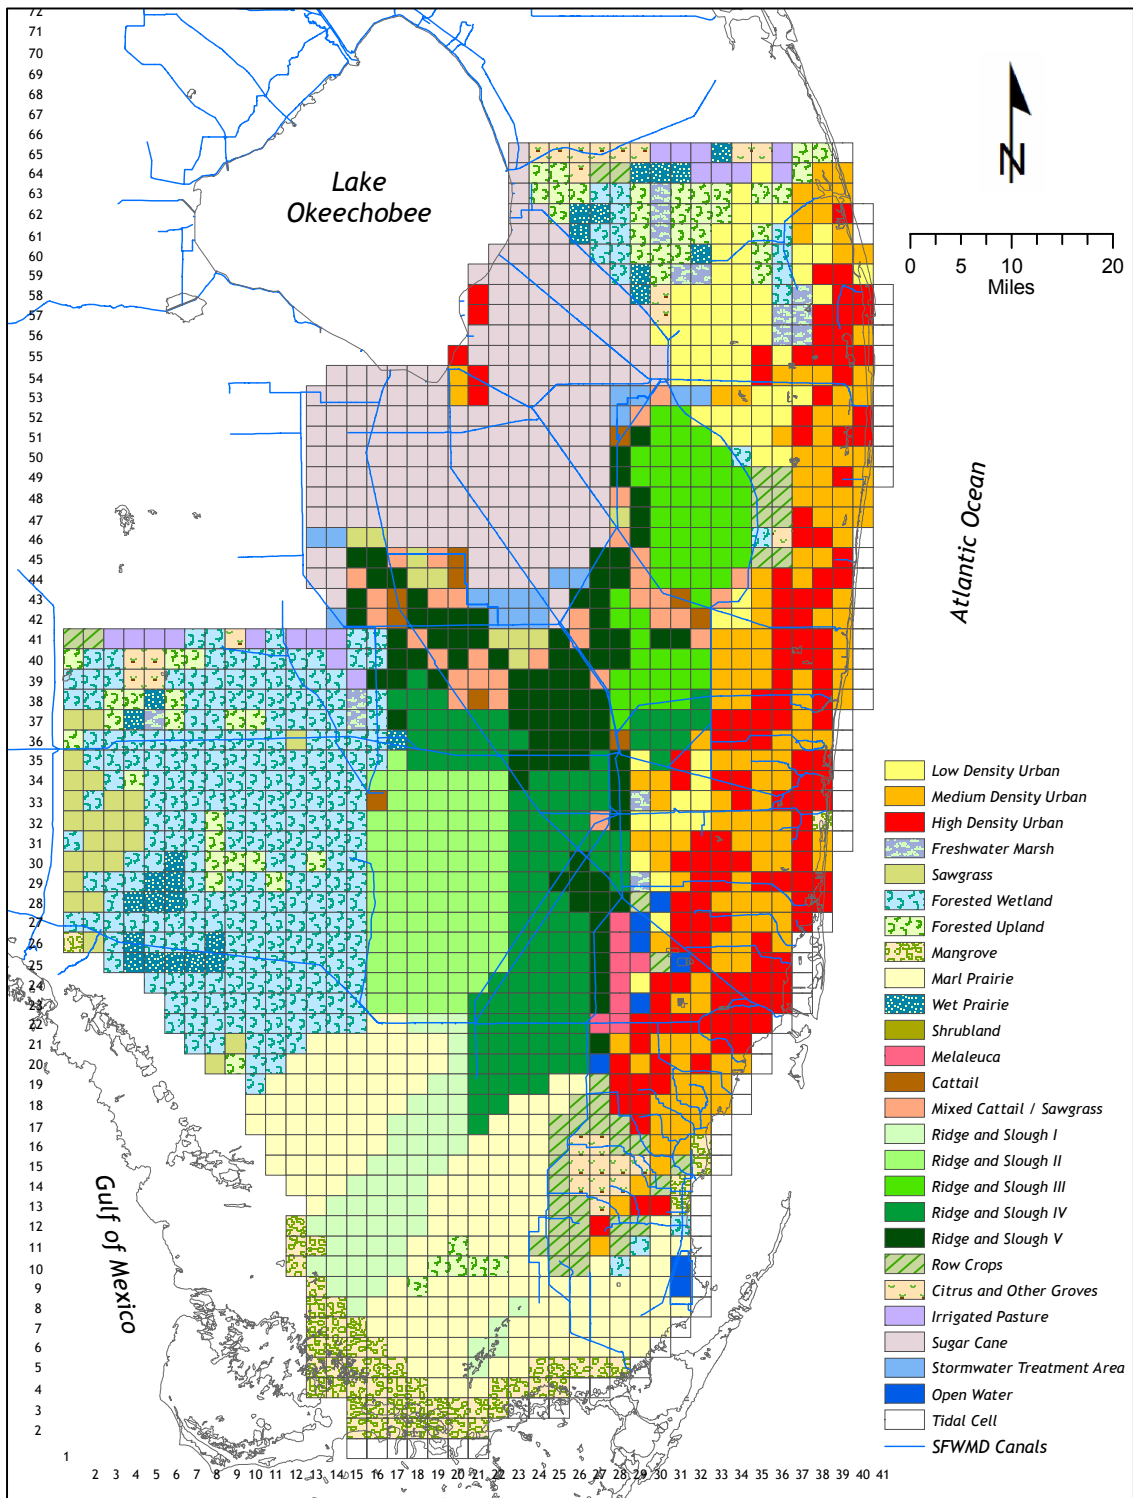 72
71
70
69
68
67
66
65
64
63
62
61
60
59
58
57
56
55
54
53
52
51
50
49
48
47
46
45
44
43
42
41
40
39
38
37
36
35
34
33
32
31
30
29
28
27
26
25
24
23
22
21
20
19
18
17
16
15
14
13
12
11
10
9
8
7
6
5
4
3
2
1
2 3 4 5 6 7 8 9 10 11 12 13 14 15 16 17 18 19 20 21 22 23 24 25 26 27 28 29 30 31 32 33 34 35 36 37 38 39 40 41
Lake
Okeechobee
N
0 5 10 20
Miles
Atlantic Ocean
Gulf of Mexico
Low Density Urban
Medium Density Urban
High Density Urban
Freshwater Marsh
Sawgrass
Forested Wetland
Forested Upland
Mangrove
Marl Prairie
Wet Prairie
Shrubland
Melaleuca
Cattail
Mixed Cattail / Sawgrass
Ridge and Slough I
Ridge and Slough II
Ridge and Slough III
Ridge and Slough IV
Ridge and Slough V
Row Crops
Citrus and Other Groves
Irrigated Pasture
Sugar Cane
Stormwater Treatment Area
Open Water
Tidal Cell
SFWMD Canals